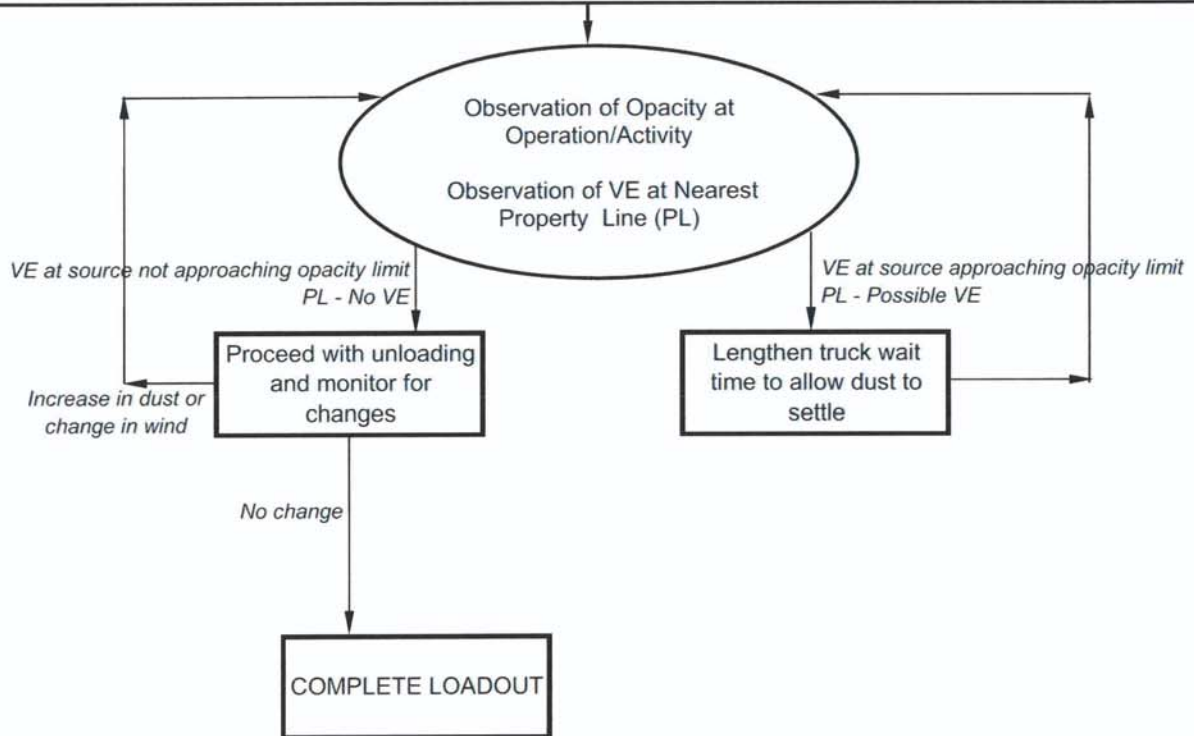 Observation of Opacity at
Operation/Activity
Observation of VE at Nearest
Property Line (PL)
VE at source not approaching opacity limit
PL - No VE
VE at source approaching opacity limit
PL - Possible VE
Proceed with unloading
and monitor for
changes
Lengthen truck wait
time to allow dust to
settle
Increase in dust or
change in wind
No change
COMPLETE LOADOUT